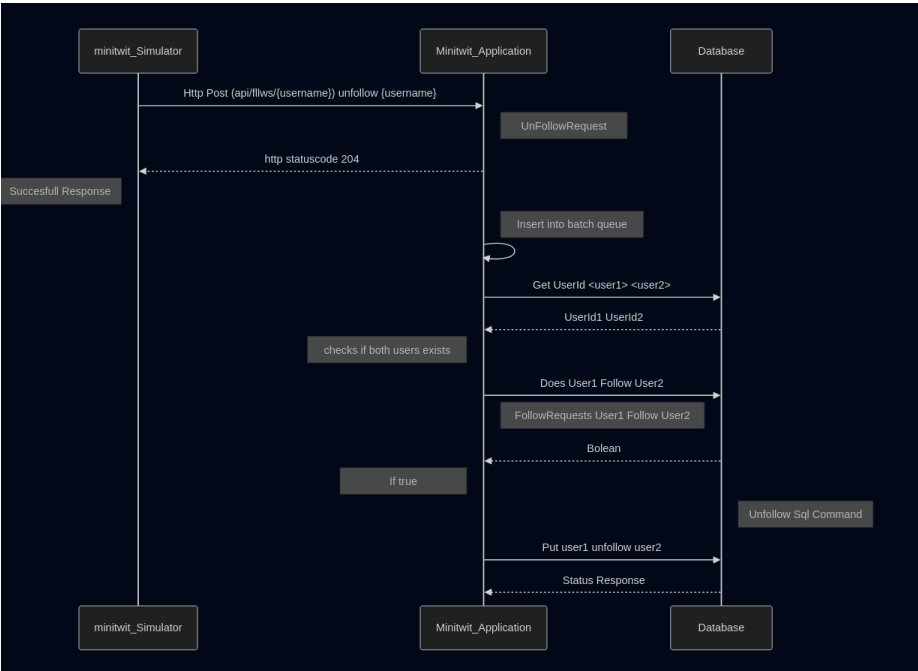 minitwit_Simulator
Minitwit_Application
Database
Http Post (api/fllws/{username}) unfollow {username}
UnFollowRequest
http statuscode 204
Succesfull Response
Insert into batch queue
Get UserId <user1> <user2>
UserId1 UserId2
checks if both users exists
Does User1 Follow User2
FollowRequests User1 Follow User2
Bolean
If true
Unfollow Sql Command
Put user1 unfollow user2
Status Response
minitwit_Simulator
Minitwit_Application
Database